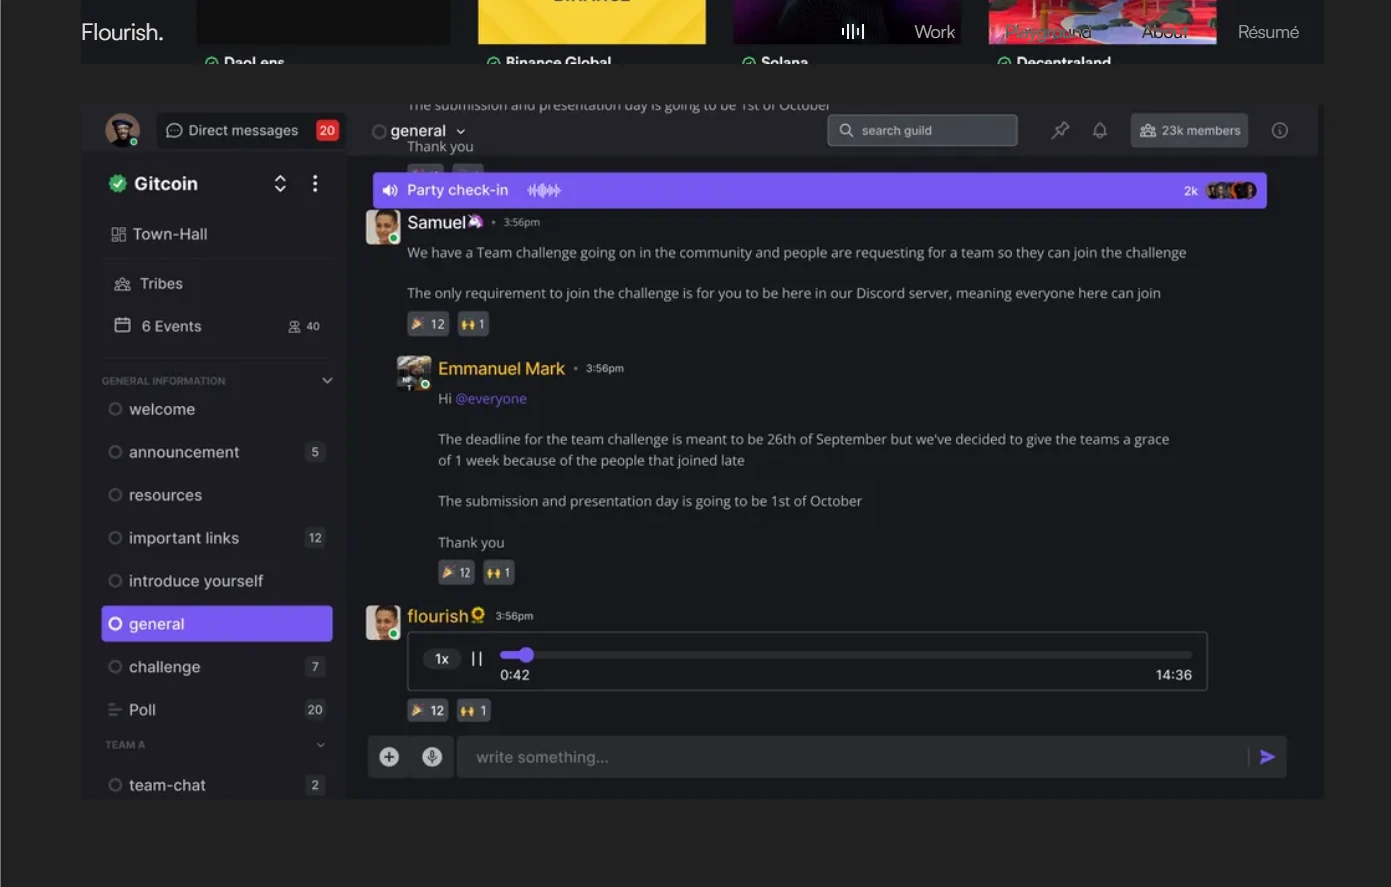 BINANCE
Flourish.
Work
Playground
About
Résumé
DaoLens
Binance Global
Solana
Decentraland
Direct messages
20
Gitcoin
Town-Hall
Tribes
6 Events
40
GENERAL INFORMATION
welcome
announcement
5
resources
important links
12
introduce yourself
general
challenge
7
Poll
20
TEAM A
team-chat
2
The submission and presentation day is going to be 1st of October
general
search guild
23k members
Thank you
Party check-in
2k
Samuel • 3:56pm
We have a Team challenge going on in the community and people are requesting for a team so they can join the challenge
The only requirement to join the challenge is for you to be here in our Discord server, meaning everyone here can join
12 1
Emmanuel Mark • 3:56pm
Hi @everyone
The deadline for the team challenge is meant to be 26th of September but we've decided to give the teams a grace
of 1 week because of the people that joined late
The submission and presentation day is going to be 1st of October
Thank you
12 1
flourish 3:56pm
1x
0:42
14:36
12 1
write something...